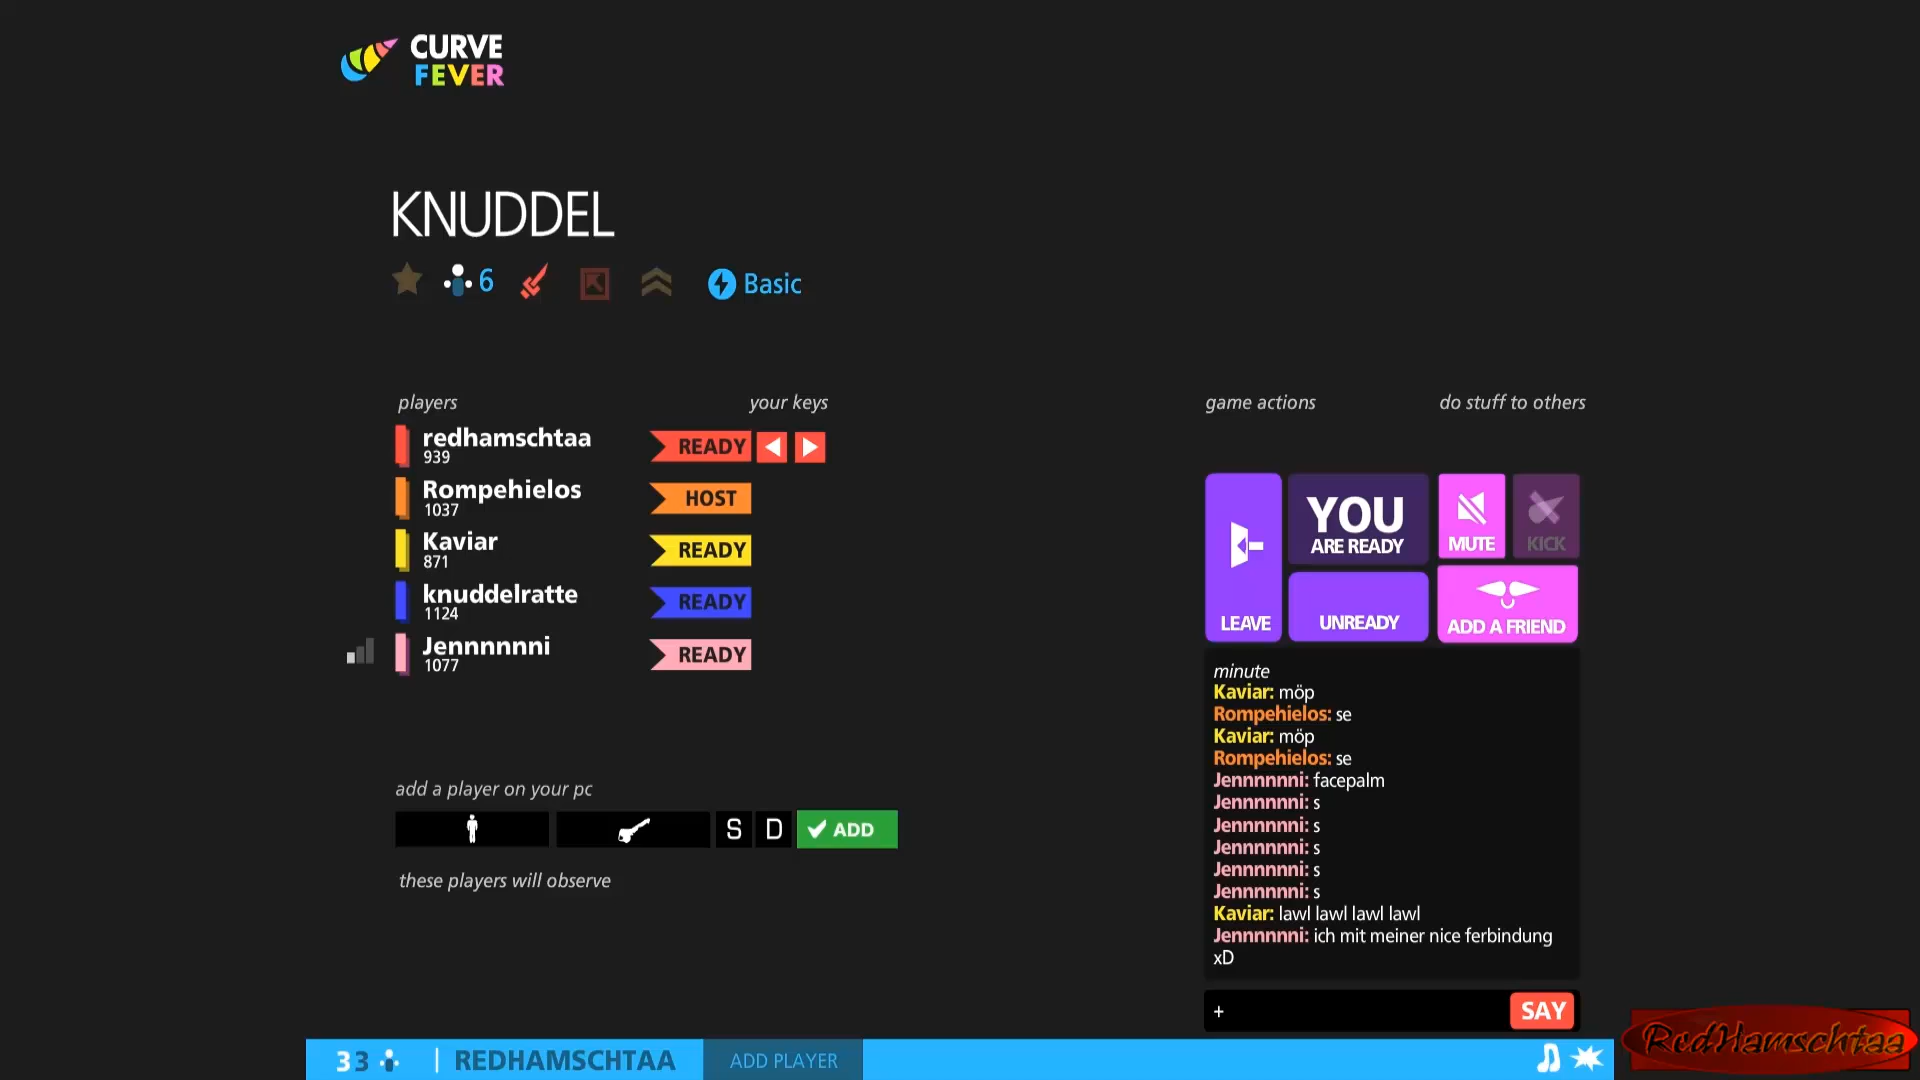 CURVE
FEVER
KNUDDEL
6
Basic
players
your keys
redhamschtaa
939
READY
Rompehielos
1037
HOST
Kaviar
871
READY
knuddelratte
1124
READY
Jennnnnni
1077
READY
add a player on your pc
S
D
ADD
these players will observe
game actions
do stuff to others
LEAVE
YOU
ARE READY
UNREADY
MUTE
KICK
ADD A FRIEND
minute
Kaviar: möp
Rompehielos: se
Kaviar: möp
Rompehielos: se
Jennnnnni: facepalm
Jennnnnni: s
Jennnnnni: s
Jennnnnni: s
Jennnnnni: s
Jennnnnni: s
Kaviar: lawl lawl lawl lawl
Jennnnnni: ich mit meiner nice ferbindung
xD
+
SAY
33 | REDHAMSCHTAA
ADD PLAYER
RedHamschtaa